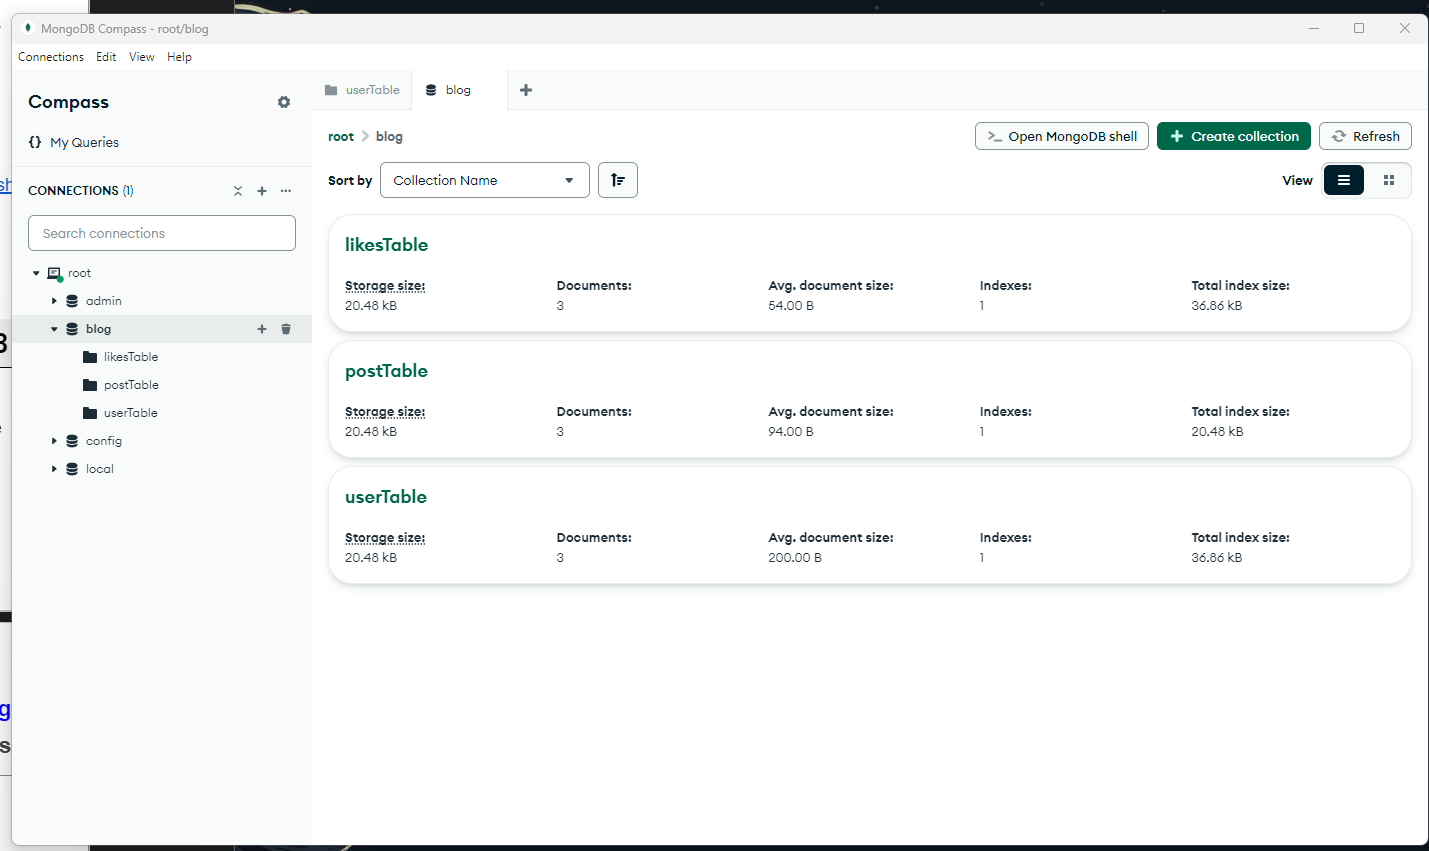 MongoDB Compass - root/blog
Connections Edit View Help
Compass
My Queries
CONNECTIONS (1)
Search connections
root
admin
blog
likesTable
postTable
userTable
config
local
userTable blog
root > blog
>_ Open MongoDB shell + Create collection Refresh
Sort by Collection Name View
likesTable
Storage size: Documents: Avg. document size: Indexes: Total index size:
20.48 kB 3 54.00 B 1 36.86 kB
postTable
Storage size: Documents: Avg. document size: Indexes: Total index size:
20.48 kB 3 94.00 B 1 20.48 kB
userTable
Storage size: Documents: Avg. document size: Indexes: Total index size:
20.48 kB 3 200.00 B 1 36.86 kB